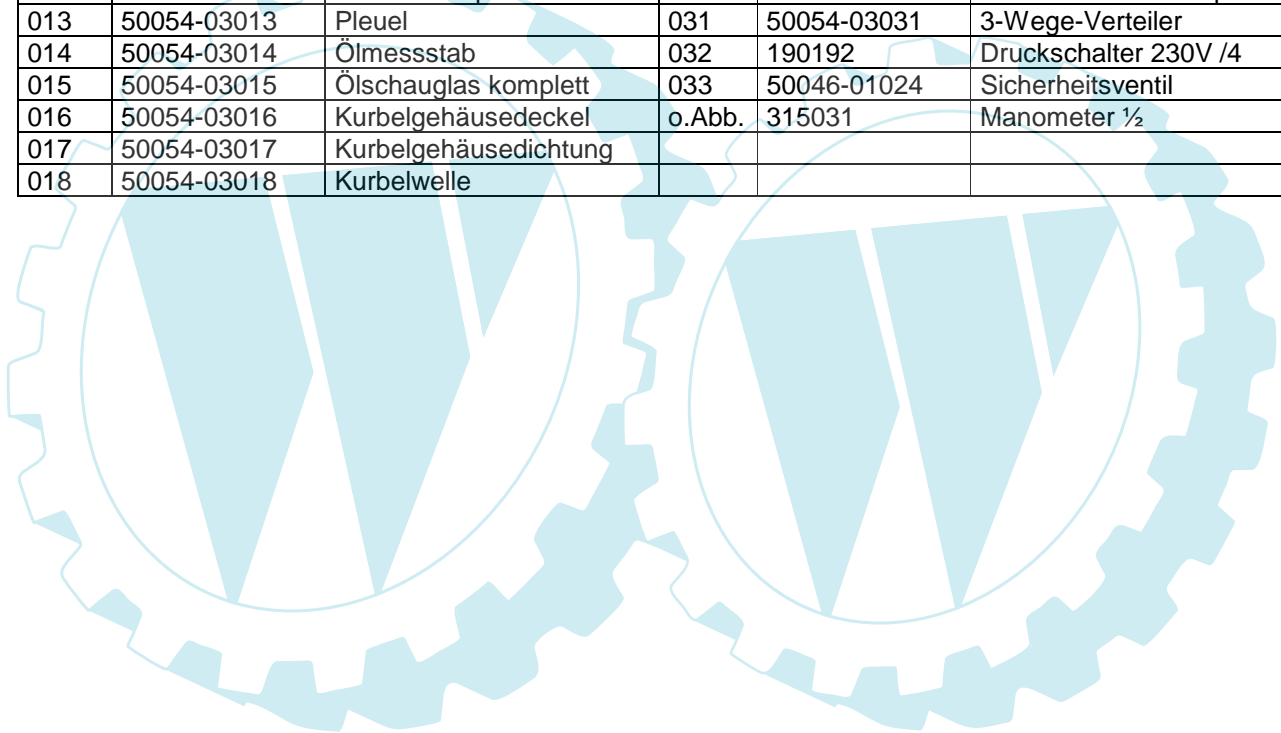 013 50054-03013 Pleuel 031 50054-03031 3-Wege-Verteiler
014 50054-03014 Ölmessstab 032 190192 Druckschalter 230V /4
015 50054-03015 Ölschauglas komplett 033 50046-01024 Sicherheitsventil
016 50054-03016 Kurbelgehäusedeckel o.Abb. 315031 Manometer ½
017 50054-03017 Kurbelgehäusedichtung
018 50054-03018 Kurbelwelle